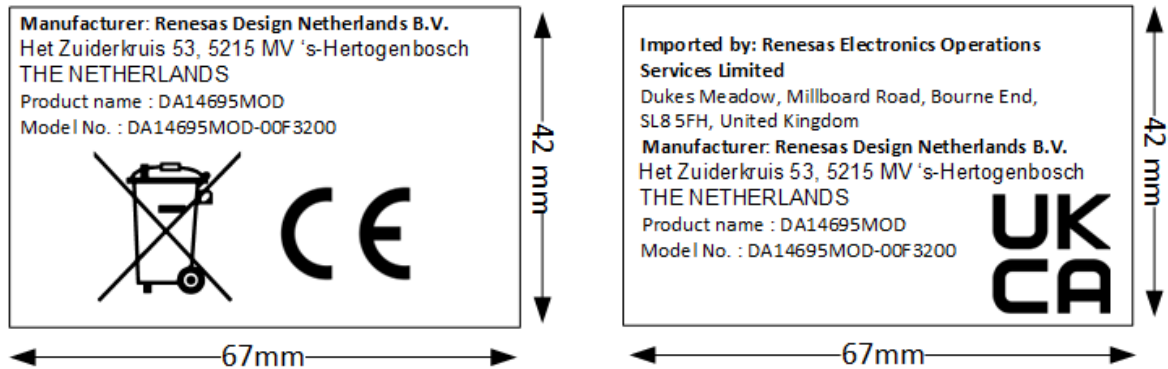 Manufacturer: Renesas Design Netherlands B.V.
Het Zuiderkruis 53, 5215 MV ‘s-Hertogenbosch
THE NETHERLANDS
Product name : DA14695MOD
Model No. : DA14695MOD-00F3200
CE
42 mm
67mm
Imported by: Renesas Electronics Operations
Services Limited
Dukes Meadow, Millboard Road, Bourne End,
SL8 5FH, United Kingdom
Manufacturer: Renesas Design Netherlands B.V.
Het Zuiderkruis 53, 5215 MV ‘s-Hertogenbosch
THE NETHERLANDS
Product name : DA14695MOD
Model No. : DA14695MOD-00F3200
UK
CA
42 mm
67mm